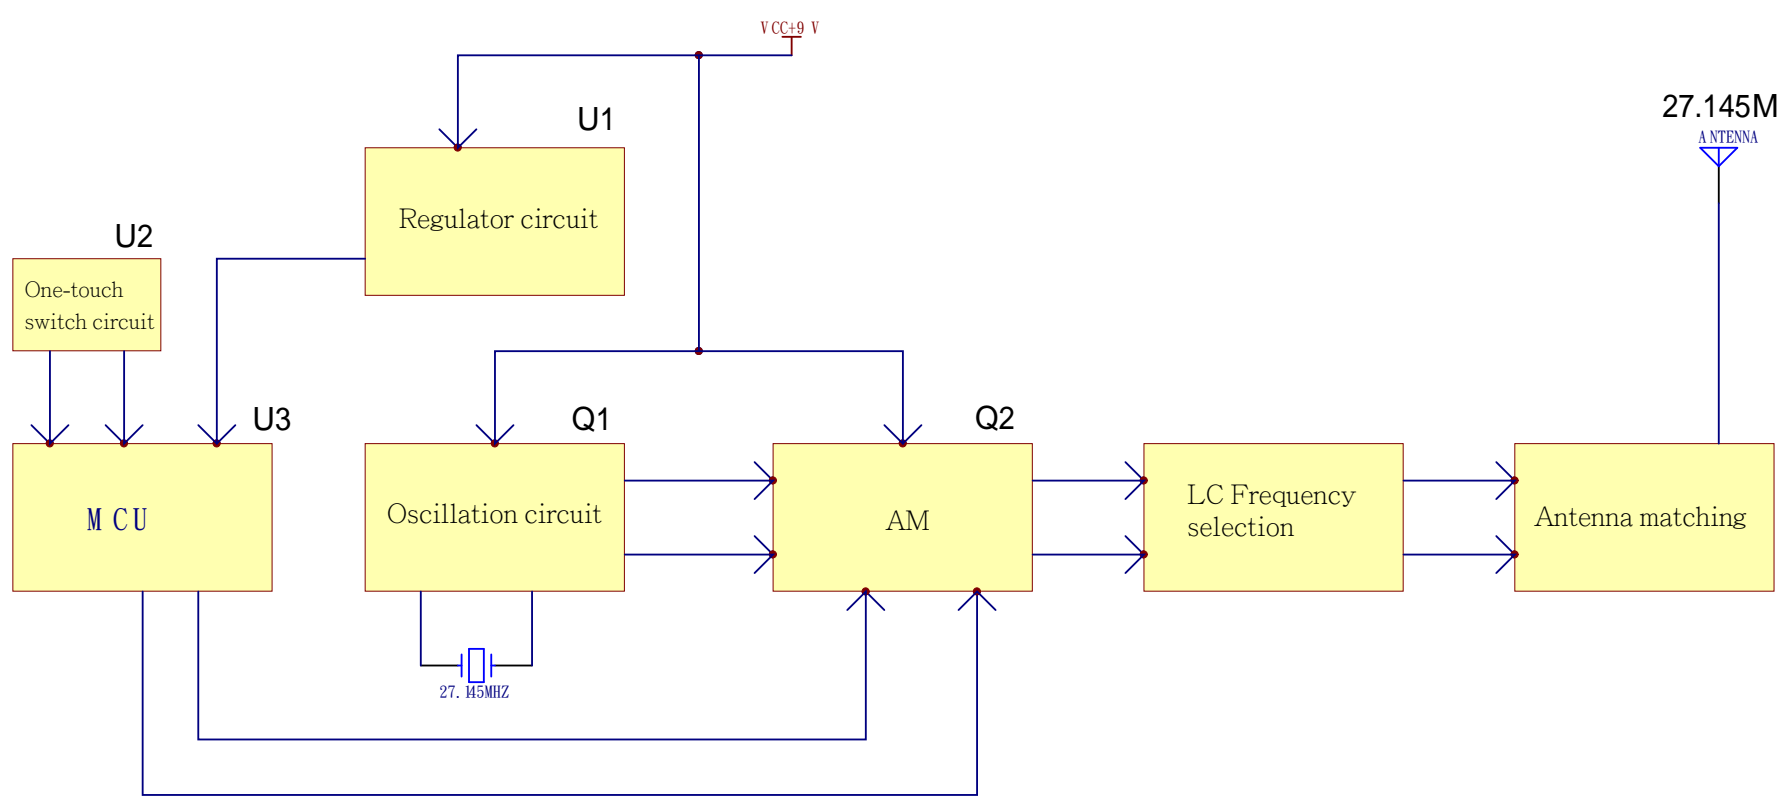 VCC+9 V
27.145M
ANTENNA
U1
Regulator circuit
U2
One-touch
switch circuit
U3
MCU
Q1
Oscillation circuit
27.145MHZ
Q2
AM
LC Frequency
selection
Antenna matching